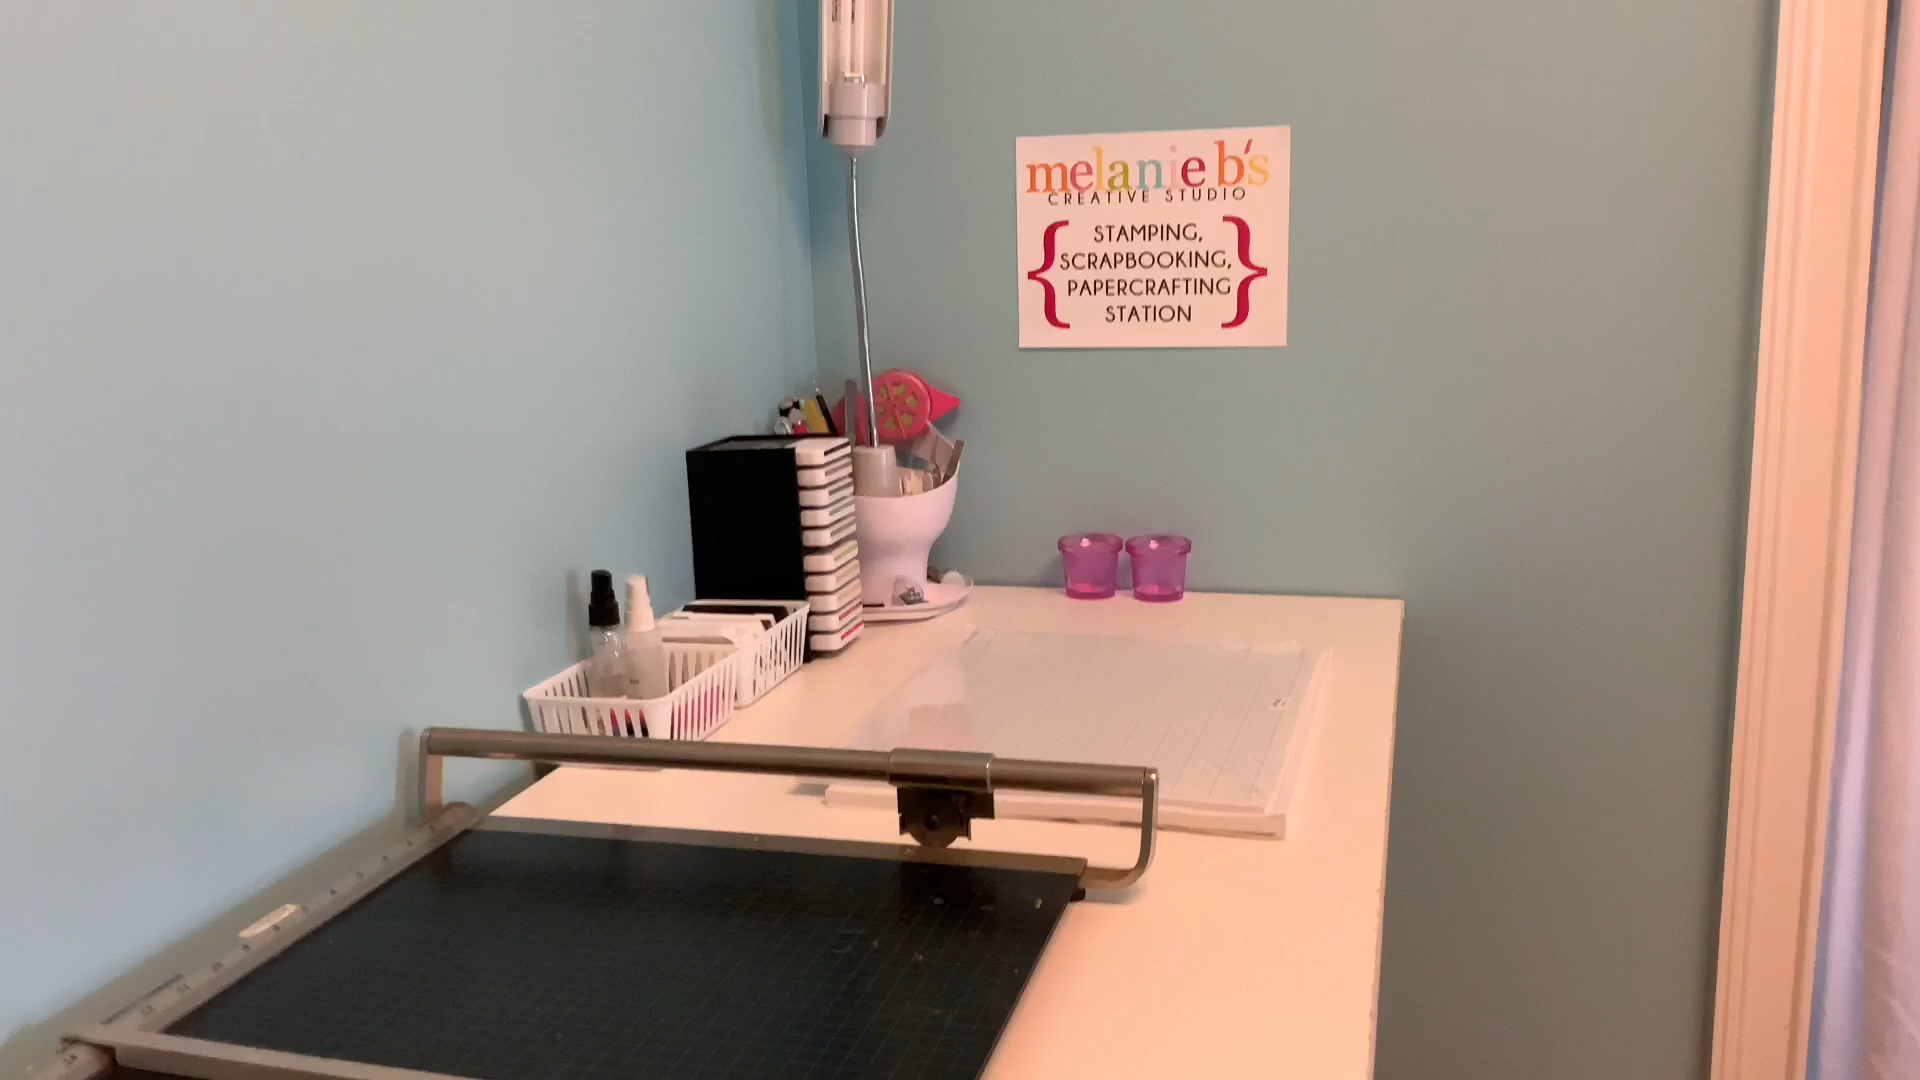 melanie b's
CREATIVE STUDIO
STAMPING,
SCRAPBOOKING,
PAPERCRAFTING
STATION